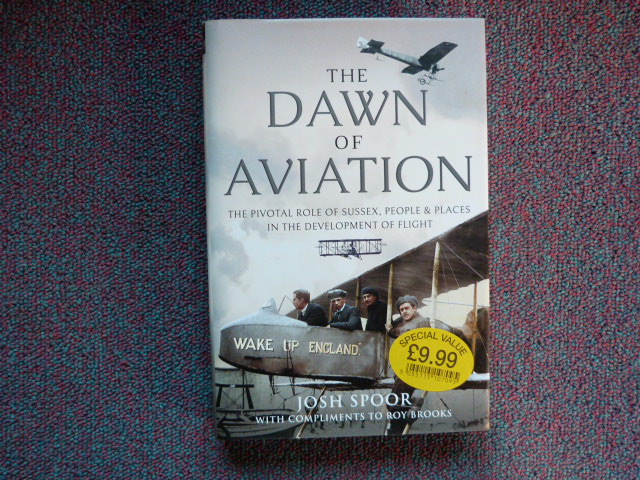 THE
DAWN
OF
AVIATION
THE PIVOTAL ROLE OF SUSSEX, PEOPLE & PLACES
IN THE DEVELOPMENT OF FLIGHT
WAKE UP ENGLAND
SPECIAL VALUE
£9.99
JOSH SPOOR
WITH COMPLIMENTS TO ROY BROOKS